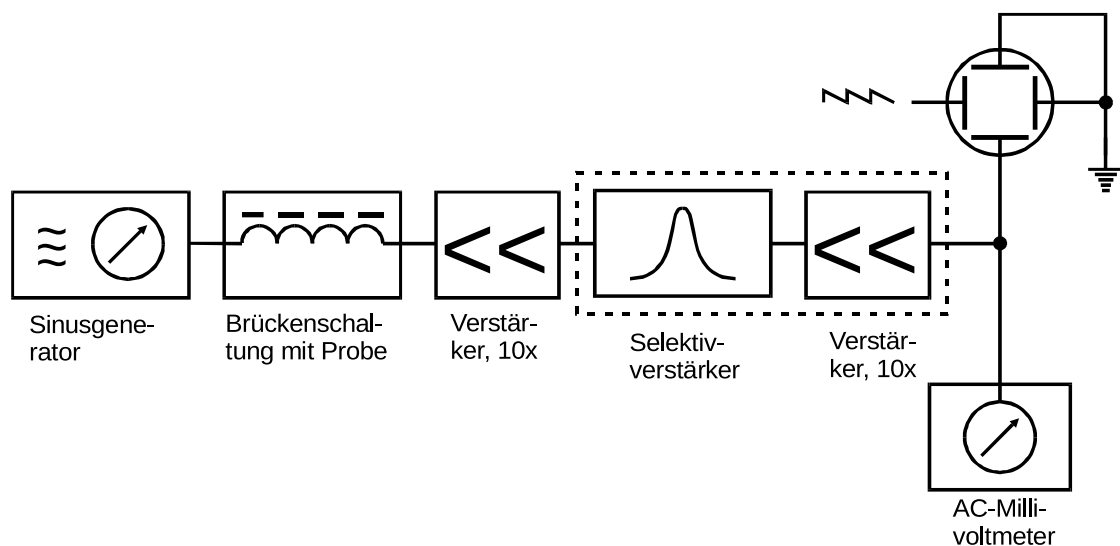 Sinusgene-
rator
Brückenschal-
tung mit Probe
Verstär-
ker, 10x
Selektiv-
verstärker
Verstär-
ker, 10x
AC-Milli-
voltmeter